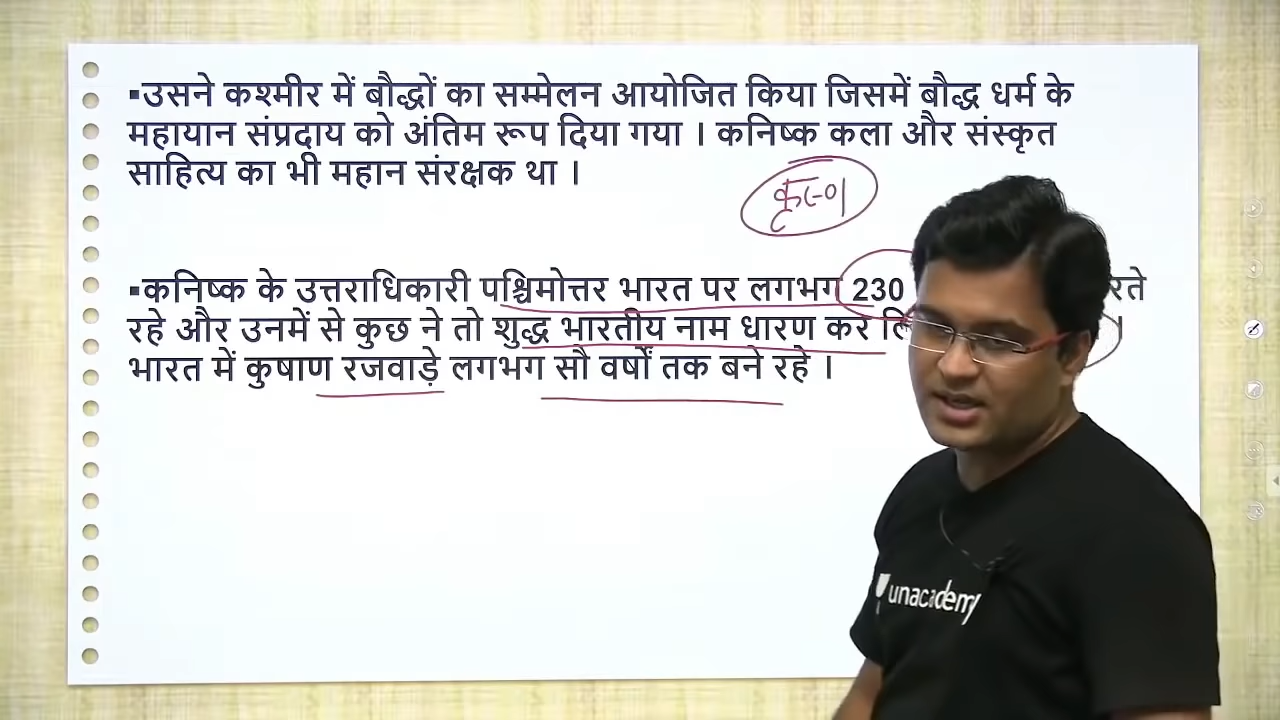 ▪उसने कश्मीर में बौद्धों का सम्मेलन आयोजित किया जिसमें बौद्ध धर्म के
महायान संप्रदाय को अंतिम रूप दिया गया । कनिष्क कला और संस्कृत
साहित्य का भी महान संरक्षक था ।
▪कनिष्क के उत्तराधिकारी पश्चिमोत्तर भारत पर लगभग 230
रहे और उनमें से कुछ ने तो शुद्ध भारतीय नाम धारण कर
भारत में कुषाण रजवाड़े लगभग सौ वर्षों तक बने रहे ।
unacademy